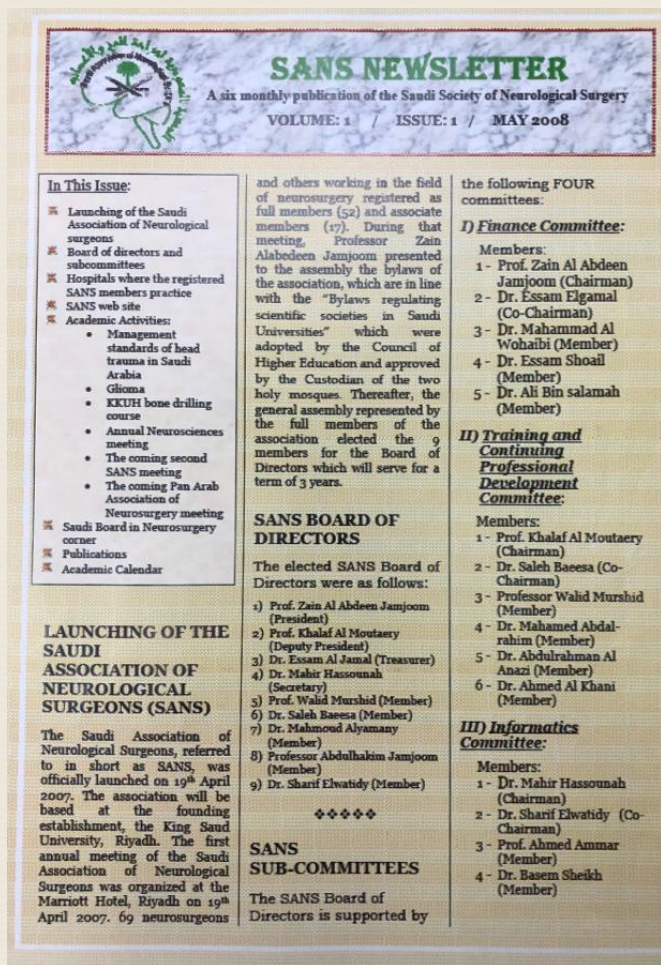 SANS NEWSLETTER
A six monthly publication of the Saudi Society of Neurological Surgery
VOLUME: 1 / ISSUE: 1 / MAY 2008
In This Issue:
Launching of the Saudi
Association of Neurological
surgeons
Board of directors and
subcommittees
Hospitals where the registered
SANS members practice
SANS web site
Academic Activities:
• Management
standards of head
trauma in Saudi
Arabia
• Glioma
• KKUH bone drilling
course
• Annual Neurosciences
meeting
• The coming second
SANS meeting
• The coming Pan Arab
Association of
Neurosurgery meeting
Saudi Board in Neurosurgery
corner
Publications
Academic Calendar
LAUNCHING OF THE
SAUDI
ASSOCIATION OF
NEUROLOGICAL
SURGEONS (SANS)
The Saudi Association of
Neurological Surgeons, referred
to in short as SANS, was
officially launched on 19th April
2007. The association will be
based at the founding
establishment, the King Saud
University, Riyadh. The first
annual meeting of the Saudi
Association of Neurological
Surgeons was organized at the
Marriott Hotel, Riyadh on 19th
April 2007. 69 neurosurgeons
and others working in the field
of neurosurgery registered as
full members (52) and associate
members (17). During that
meeting, Professor Zain
Alabedeen Jamjoom presented
to the assembly the bylaws of
the association, which are in line
with the "Bylaws regulating
scientific societies in Saudi
Universities" which were
adopted by the Council of
Higher Education and approved
by the Custodian of the two
holy mosques. Thereafter, the
general assembly represented by
the full members of the
association elected the 9
members for the Board of
Directors which will serve for a
term of 3 years.
SANS BOARD OF
DIRECTORS
The elected SANS Board of
Directors were as follows:
1) Prof. Zain Al Abdeen Jamjoom
(President)
2) Prof. Khalaf Al Moutaery
(Deputy President)
3) Dr. Essam Al Jamal (Treasurer)
4) Dr. Mahir Hassounah
(Secretary)
5) Prof. Walid Murshid (Member)
6) Dr. Saleh Baeesa (Member)
7) Dr. Mahmoud Alyamany
(Member)
8) Professor Abdulhakim Jamjoom
(Member)
9) Dr. Sharif Elwatidy (Member)
SANS
SUB-COMMITTEES
The SANS Board of
Directors is supported by
the following FOUR
committees:
I) Finance Committee:
Members:
1 - Prof. Zain Al Abdeen
Jamjoom (Chairman)
2 - Dr. Essam Elgamal
(Co-Chairman)
3 - Dr. Mahammad Al
Wohaibi (Member)
4 - Dr. Essam Shoail
(Member)
5 - Dr. Ali Bin salamah
(Member)
II) Training and
Continuing
Professional
Development
Committee:
Members:
1 - Prof. Khalaf Al Moutaery
(Chairman)
2 - Dr. Saleh Baeesa (Co-
Chairman)
3 - Professor Walid Murshid
(Member)
4 - Dr. Mahamed Abdal-
rahim (Member)
5 - Dr. Abdulrahman Al
Anazi (Member)
6 - Dr. Ahmed Al Khani
(Member)
III) Informatics
Committee:
Members:
1 - Dr. Mahir Hassounah
(Chairman)
2 - Dr. Sharif Elwatidy (Co-
Chairman)
3 - Prof. Ahmed Ammar
(Member)
4 - Dr. Basem Sheikh
(Member)